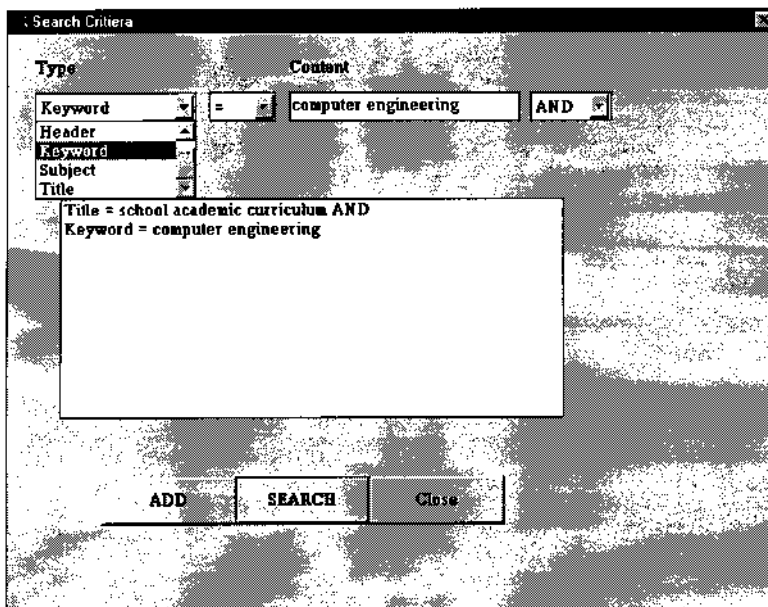 Search Critiera
Type Content
Keyword = computer engineering AND
Header
Keyword
Subject
Title
Title = school academic curriculum AND
Keyword = computer engineering
ADD SEARCH Close